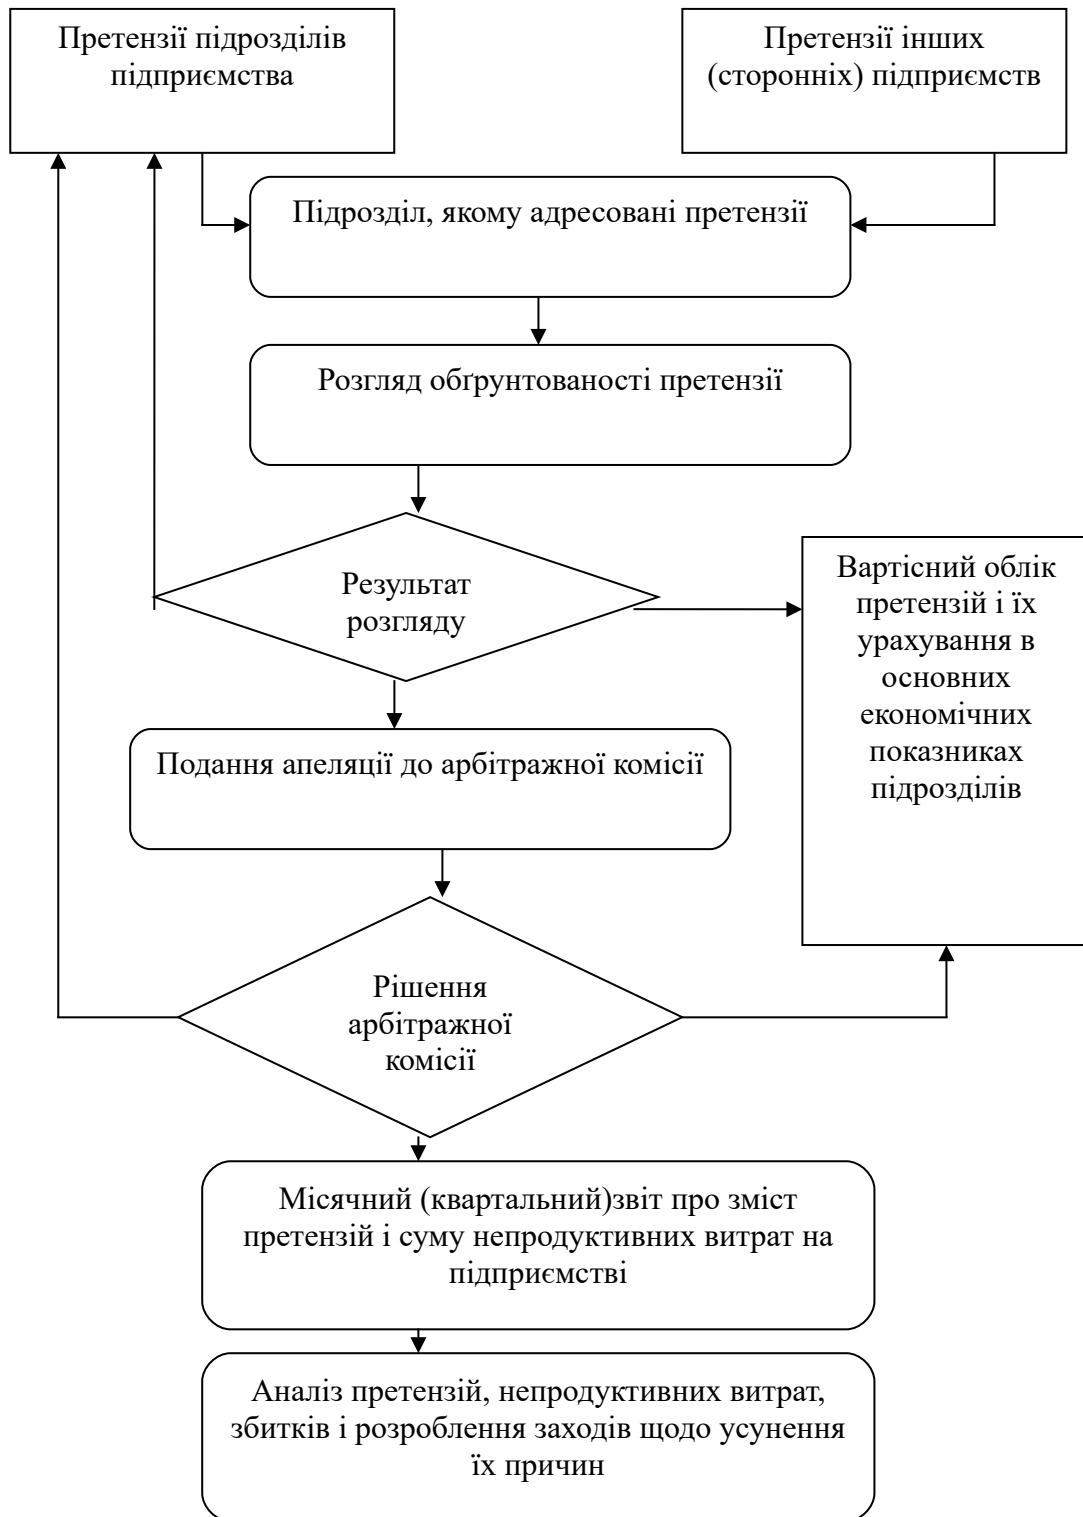 Претензії підрозділів
підприємства
Претензії інших
(сторонніх) підприємств
Підрозділ, якому адресовані претензії
Розгляд обґрунтованості претензії
Результат
розгляду
Вартісний облік
претензій і їх
урахування в
основних
економічних
показниках
підрозділів
Подання апеляції до арбітражної комісії
Рішення
арбітражної
комісії
Місячний (квартальний)звіт про зміст
претензій і суму непродуктивних витрат на
підприємстві
Аналіз претензій, непродуктивних витрат,
збитків і розроблення заходів щодо усунення
їх причин